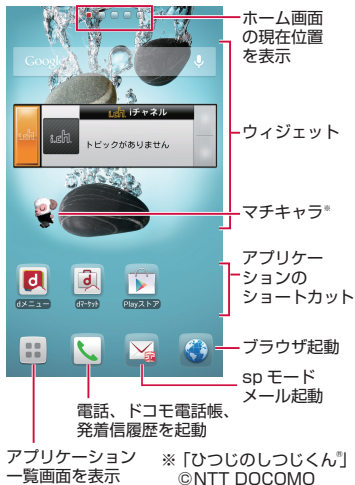 ホーム画面
の現在位置
を表示
Google
i.ch. iチャネル
i.ch.
i.ch.
トピックがありません
ウィジェット
マチキャラ※
アプリケー
ションの
ショートカット
dメニュー
dマーケット
Playストア
ブラウザ起動
sp モード
メール起動
電話、ドコモ電話帳、
発着信履歴を起動
アプリケーション
一覧画面を表示
※「ひつじのしつじくん®」
©NTT DOCOMO